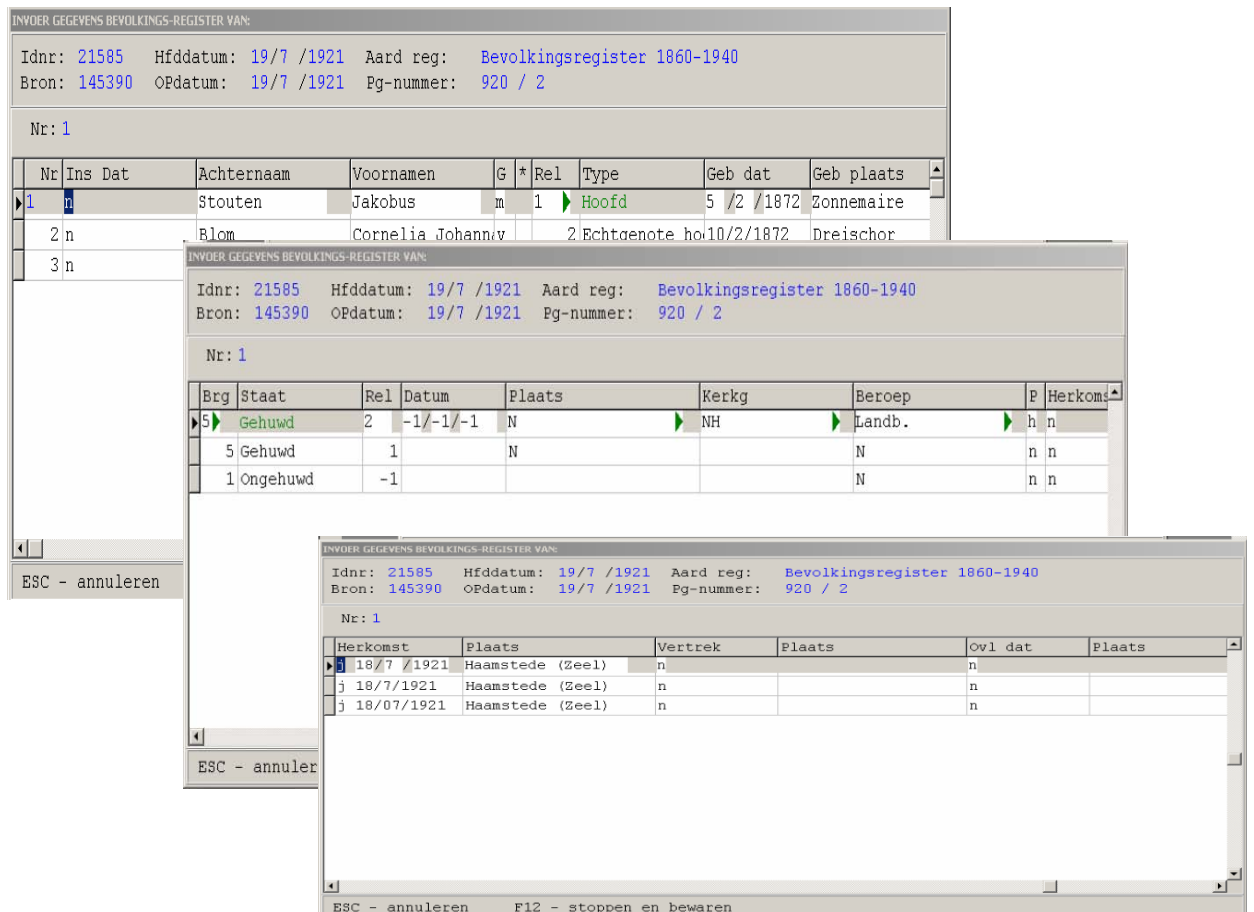 INVOER GEGEVENS BEVOLKINGS-REGISTER VAN:
Idnr: 21585 Hfddatum: 19/7 /1921 Aard reg: Bevolkingsregister 1860-1940
Bron: 145390 OPdatum: 19/7 /1921 Pg-nummer: 920 / 2
Nr: 1
Nr Ins Dat Achternaam Voornamen G * Rel Type Geb dat Geb plaats
1 n Stouten Jakobus m 1 Hoofd 5 /2 /1872 Zonnemaire
2 n Blom Cornelia Johann v 2 Echtgenote ho 10/2/1872 Dreischor
3 n
ESC - annuleren
INVOER GEGEVENS BEVOLKINGS-REGISTER VAN:
Idnr: 21585 Hfddatum: 19/7 /1921 Aard reg: Bevolkingsregister 1860-1940
Bron: 145390 OPdatum: 19/7 /1921 Pg-nummer: 920 / 2
Nr: 1
Brg Staat Rel Datum Plaats Kerkg Beroep P Herkoms
5 Gehuwd 2 -1/-1/-1 N NH Landb. h n
5 Gehuwd 1 N N n n
1 Ongehuwd -1 N n n
ESC - annuler
INVOER GEGEVENS BEVOLKINGS-REGISTER VAN:
Idnr: 21585 Hfddatum: 19/7 /1921 Aard reg: Bevolkingsregister 1860-1940
Bron: 145390 OPdatum: 19/7 /1921 Pg-nummer: 920 / 2
Nr: 1
Herkomst Plaats Vertrek Plaats Ovl dat Plaats
j 18/7 /1921 Haamstede (Zeel) n n
j 18/7/1921 Haamstede (Zeel) n n
j 18/07/1921 Haamstede (Zeel) n n
ESC - annuleren F12 - stoppen en bewaren